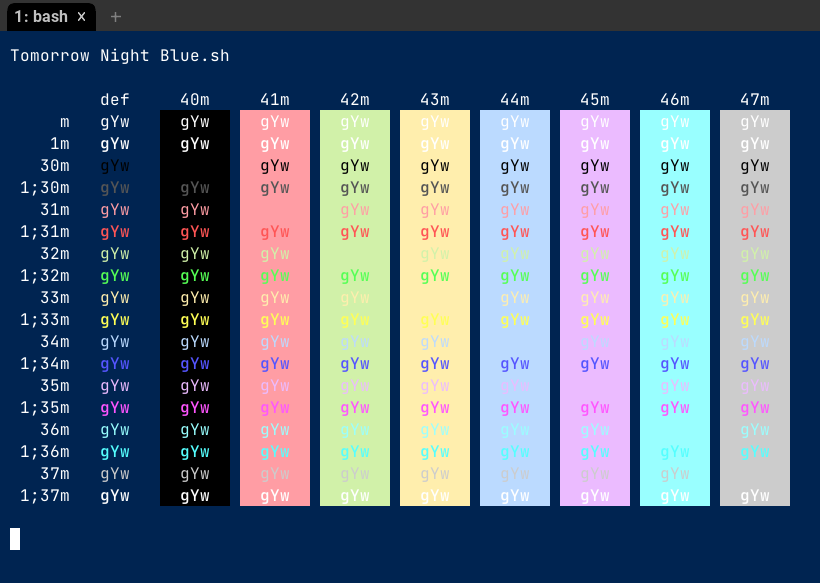 1: bash × +
Tomorrow Night Blue.sh
def 40m 41m 42m 43m 44m 45m 46m 47m
m gYw gYw gYw gYw gYw gYw gYw gYw gYw
1m gYw gYw gYw gYw gYw gYw gYw gYw gYw
30m gYw gYw gYw gYw gYw gYw gYw gYw
1;30m gYw gYw gYw gYw gYw gYw gYw gYw gYw
31m gYw gYw gYw gYw gYw gYw gYw gYw
1;31m gYw gYw gYw gYw gYw gYw gYw gYw gYw
32m gYw gYw gYw gYw gYw gYw gYw gYw
1;32m gYw gYw gYw gYw gYw gYw gYw gYw gYw
33m gYw gYw gYw gYw gYw gYw gYw gYw
1;33m gYw gYw gYw gYw gYw gYw gYw gYw gYw
34m gYw gYw gYw gYw gYw gYw gYw gYw
1;34m gYw gYw gYw gYw gYw gYw gYw gYw gYw
35m gYw gYw gYw gYw gYw gYw gYw gYw
1;35m gYw gYw gYw gYw gYw gYw gYw gYw gYw
36m gYw gYw gYw gYw gYw gYw gYw gYw
1;36m gYw gYw gYw gYw gYw gYw gYw gYw gYw
37m gYw gYw gYw gYw gYw gYw gYw gYw
1;37m gYw gYw gYw gYw gYw gYw gYw gYw gYw